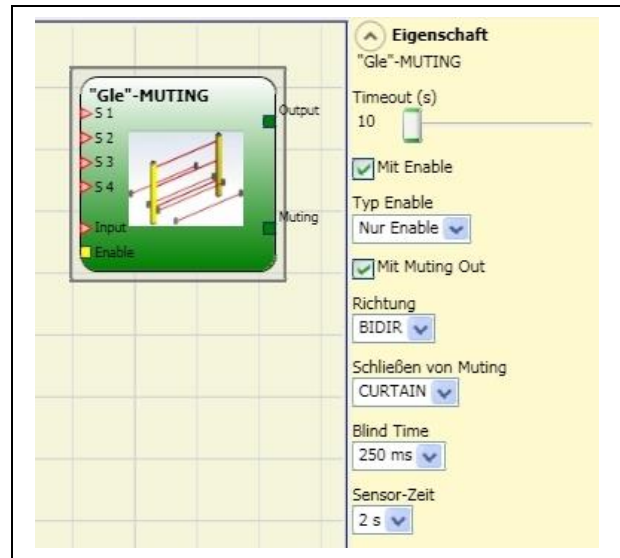 "Gle"-MUTING
S 1
S 2
S 3
S 4
Input
Enable
Output
Muting
Eigenschaft
"Gle"-MUTING
Timeout (s)
10
Mit Enable
Typ Enable
Nur Enable
Mit Muting Out
Richtung
BIDIR
Schließen von Muting
CURTAIN
Blind Time
250 ms
Sensor-Zeit
2 s